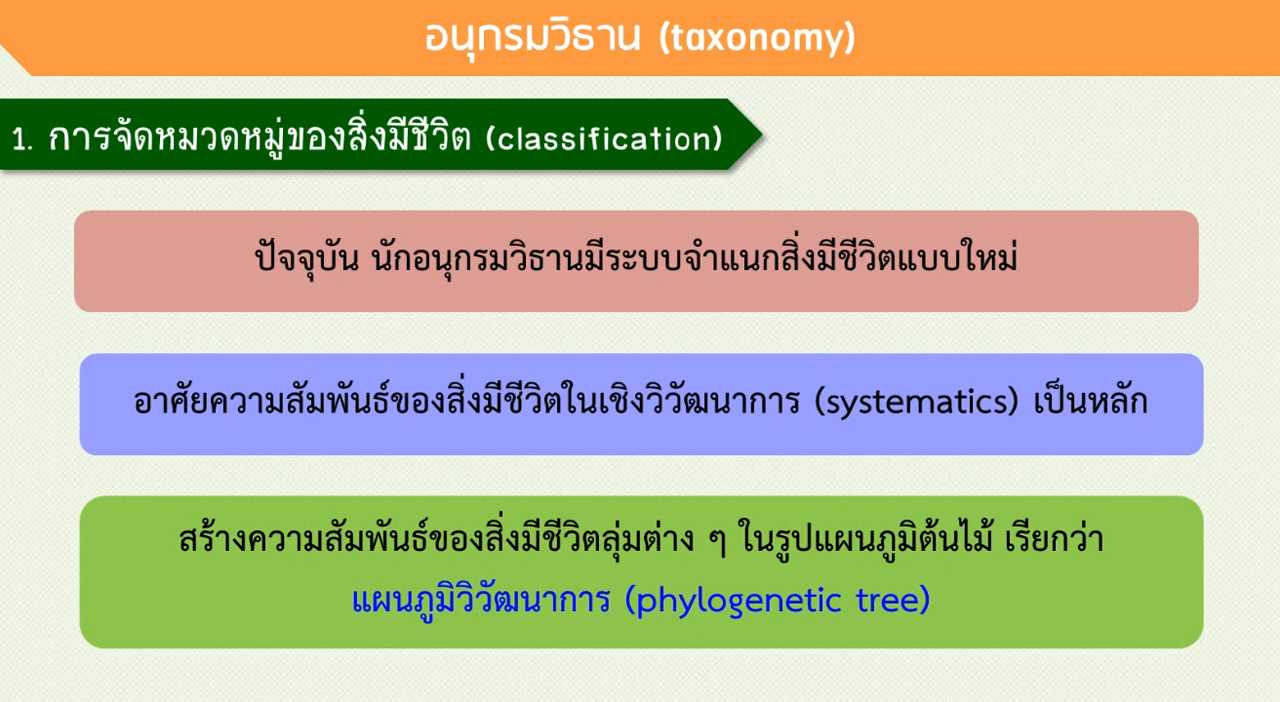 อนุกรมวิธาน (taxonomy)
1. การจัดหมวดหมู่ของสิ่งมีชีวิต (classification)
ปัจจุบัน นักอนุกรมวิธานมีระบบจำแนกสิ่งมีชีวิตแบบใหม่
อาศัยความสัมพันธ์ของสิ่งมีชีวิตในเชิงวิวัฒนาการ (systematics) เป็นหลัก
สร้างความสัมพันธ์ของสิ่งมีชีวิตลุ่มต่าง ๆ ในรูปแผนภูมิต้นไม้ เรียกว่า
แผนภูมิวิวัฒนาการ (phylogenetic tree)